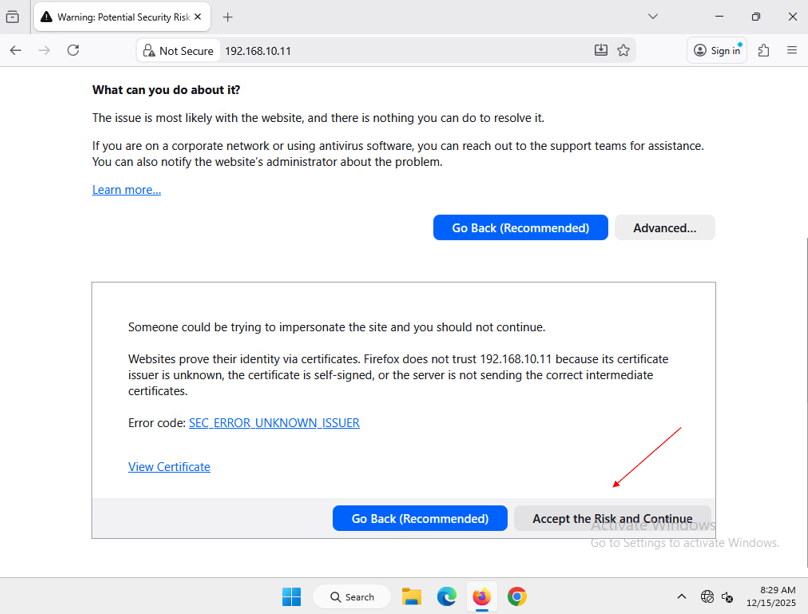 Warning: Potential Security Risk
Not Secure
192.168.10.11
Sign in
What can you do about it?
The issue is most likely with the website, and there is nothing you can do to resolve it.
If you are on a corporate network or using antivirus software, you can reach out to the support teams for assistance.
You can also notify the website's administrator about the problem.
Learn more...
Go Back (Recommended)
Advanced...
Someone could be trying to impersonate the site and you should not continue.
Websites prove their identity via certificates. Firefox does not trust 192.168.10.11 because its certificate
issuer is unknown, the certificate is self-signed, or the server is not sending the correct intermediate
certificates.
Error code: SEC_ERROR_UNKNOWN_ISSUER
View Certificate
Go Back (Recommended)
Accept the Risk and Continue
Activate Windows
Go to Settings to activate Windows.
Search
8:29 AM
12/15/2025